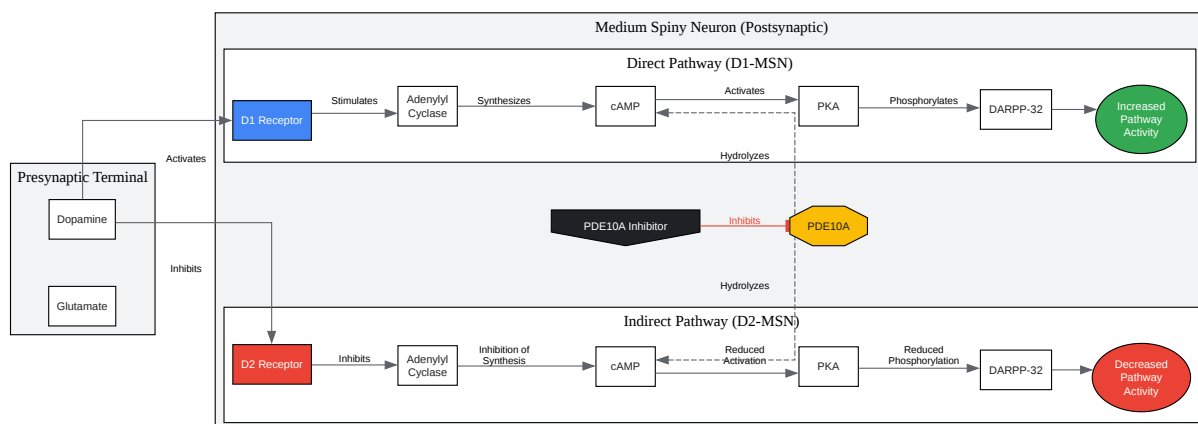 Medium Spiny Neuron (Postsynaptic)
Direct Pathway (D1-MSN)
D1 Receptor
Stimulates
Adenylyl
Cyclase
Synthesizes
cAMP
Activates
PKA
Phosphorylates
DARPP-32
Increased
Pathway
Activity
Hydrolyzes
Activates
Presynaptic Terminal
Dopamine
Inhibits
Glutamate
PDE10A Inhibitor
Inhibits
PDE10A
Hydrolyzes
Indirect Pathway (D2-MSN)
D2 Receptor
Inhibits
Adenylyl
Cyclase
Inhibition of
Synthesis
cAMP
Reduced
Activation
PKA
Reduced
Phosphorylation
DARPP-32
Decreased
Pathway
Activity